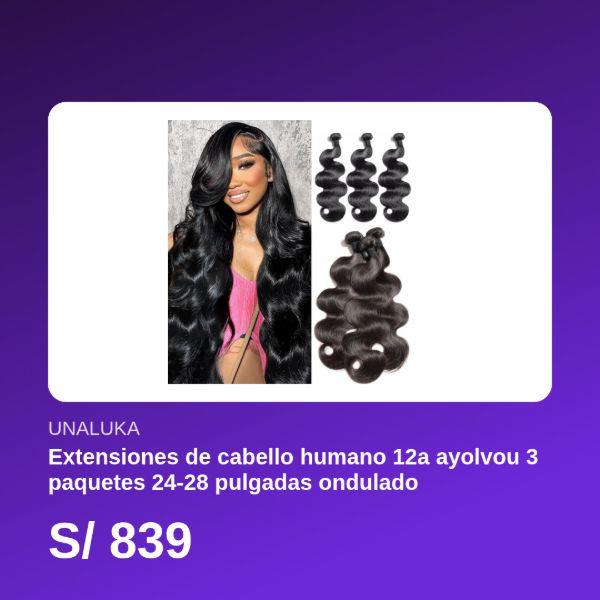 UNALUKA
Extensiones de cabello humano 12a ayolvou 3
paquetes 24-28 pulgadas ondulado
S/ 839